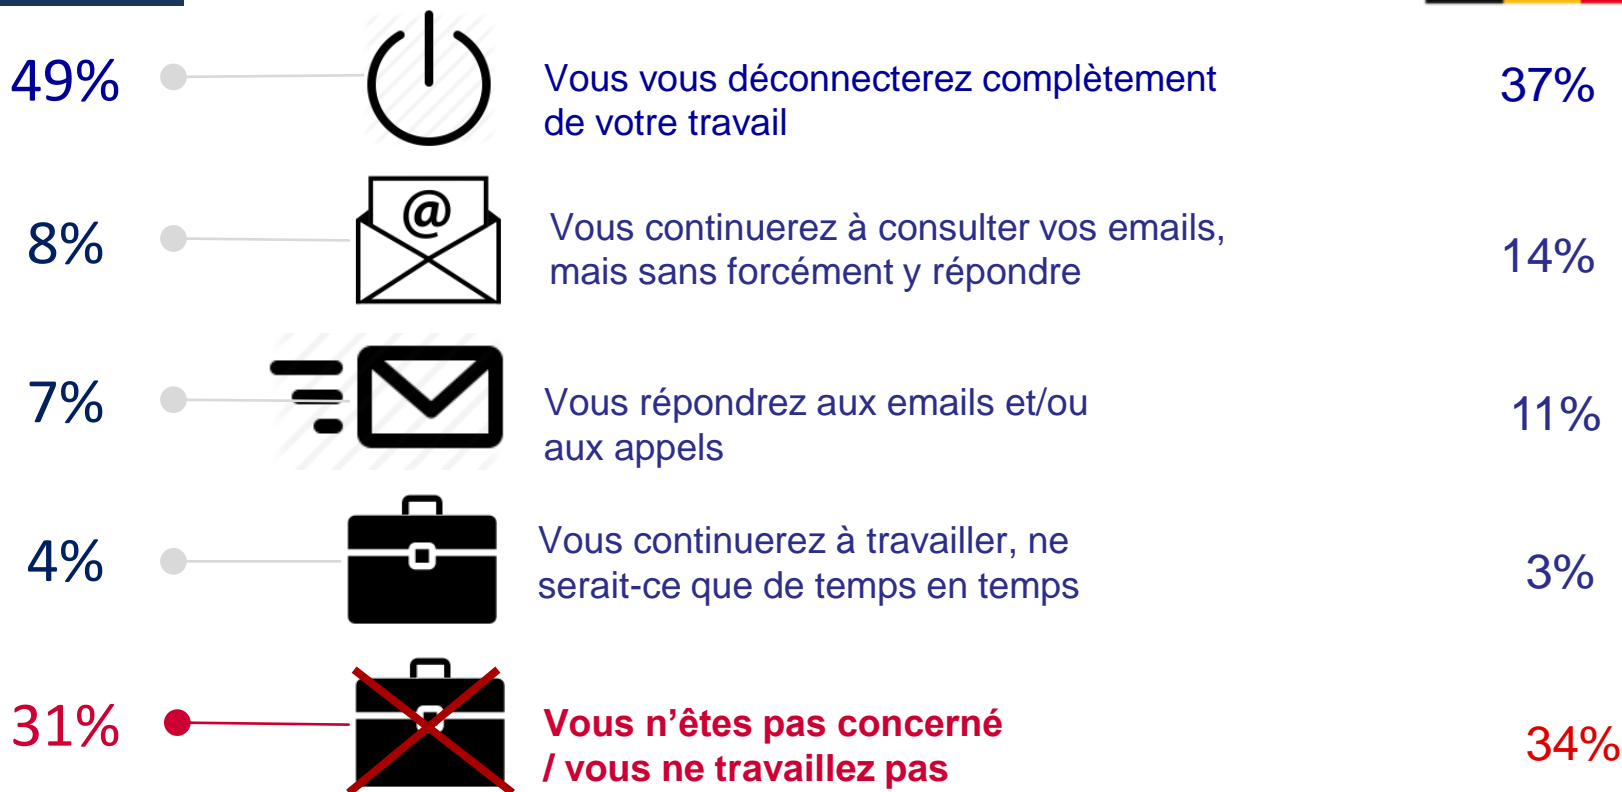 49%
Vous vous déconnecterez complètement
de votre travail
37%
8%
@
Vous continuerez à consulter vos emails,
mais sans forcément y répondre
14%
7%
Vous répondrez aux emails et/ou
aux appels
11%
4%
Vous continuerez à travailler, ne
serait-ce que de temps en temps
3%
31%
Vous n’êtes pas concerné
/ vous ne travaillez pas
34%